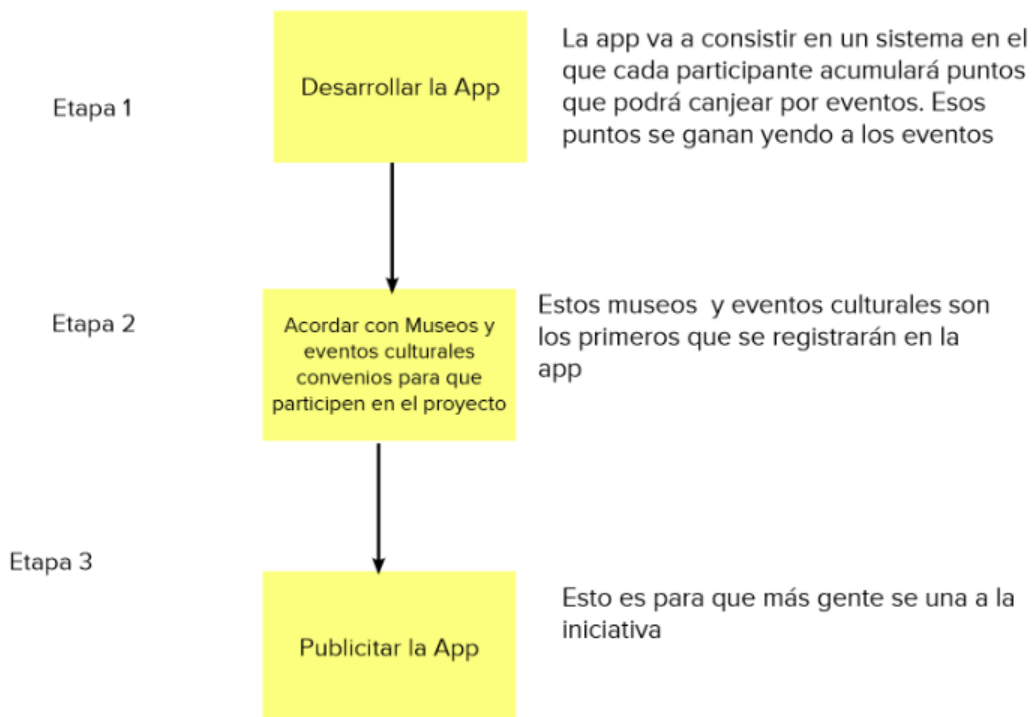 Etapa 1
Desarrollar la App
La app va a consistir en un sistema en el
que cada participante acumulará puntos
que podrá canjear por eventos. Esos
puntos se ganan yendo a los eventos
Etapa 2
Acordar con Museos y
eventos culturales
convenios para que
participen en el proyecto
Estos museos y eventos culturales son
los primeros que se registrarán en la
app
Etapa 3
Publicitar la App
Esto es para que más gente se una a la
iniciativa